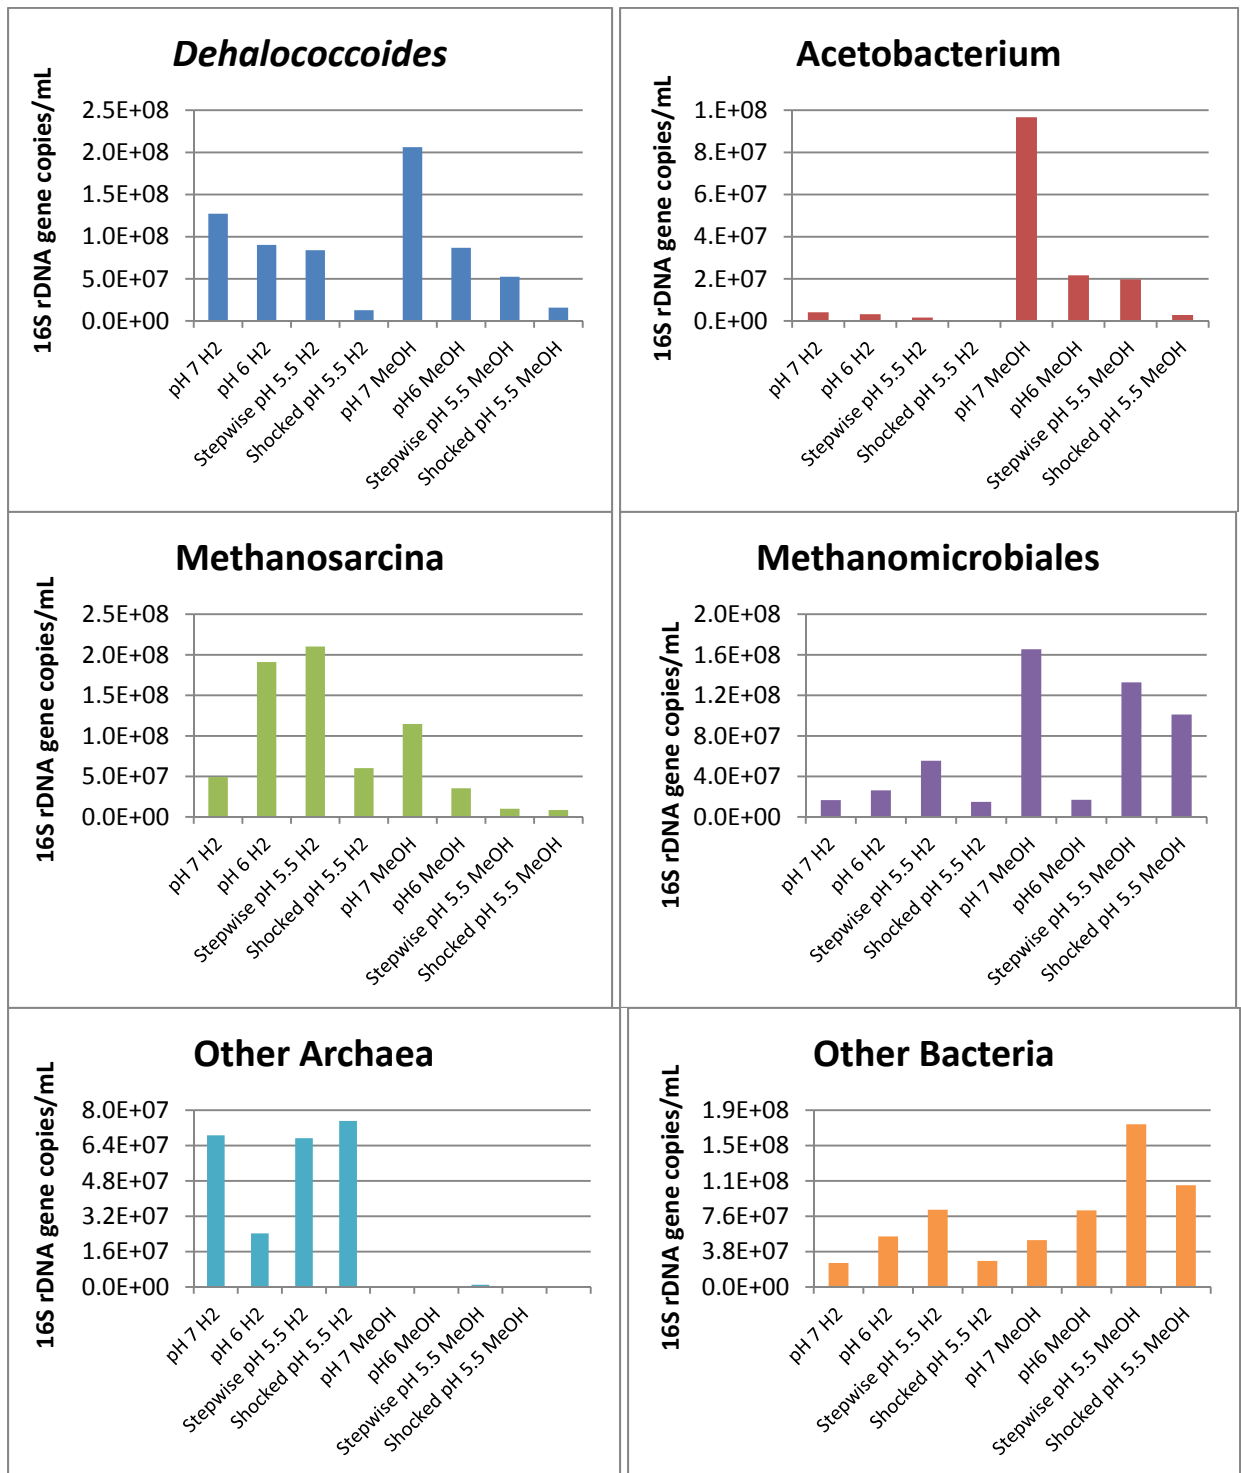 Dehalococcoides
16S rDNA gene copies/mL
2.5E+08
2.0E+08
1.5E+08
1.0E+08
5.0E+07
0.0E+00
pH 7 H2
pH 6 H2
Stepwise pH 5.5 H2
Shocked pH 5.5 H2
pH 7 MeOH
pH6 MeOH
Stepwise pH 5.5 MeOH
Shocked pH 5.5 MeOH
Acetobacterium
16S rDNA gene copies/mL
1.E+08
8.E+07
6.E+07
4.E+07
2.E+07
0.E+00
pH 7 H2
pH 6 H2
Stepwise pH 5.5 H2
Shocked pH 5.5 H2
pH 7 MeOH
pH6 MeOH
Stepwise pH 5.5 MeOH
Shocked pH 5.5 MeOH
Methanosarcina
16S rDNA gene copies/mL
2.5E+08
2.0E+08
1.5E+08
1.0E+08
5.0E+07
0.0E+00
pH 7 H2
pH 6 H2
Stepwise pH 5.5 H2
Shocked pH 5.5 H2
pH 7 MeOH
pH6 MeOH
Stepwise pH 5.5 MeOH
Shocked pH 5.5 MeOH
Methanomicrobiales
16S rDNA gene copies/mL
2.0E+08
1.6E+08
1.2E+08
8.0E+07
4.0E+07
0.0E+00
pH 7 H2
pH 6 H2
Stepwise pH 5.5 H2
Shocked pH 5.5 H2
pH 7 MeOH
pH6 MeOH
Stepwise pH 5.5 MeOH
Shocked pH 5.5 MeOH
Other Archaea
16S rDNA gene copies/mL
8.0E+07
6.4E+07
4.8E+07
3.2E+07
1.6E+07
0.0E+00
pH 7 H2
pH 6 H2
Stepwise pH 5.5 H2
Shocked pH 5.5 H2
pH 7 MeOH
pH6 MeOH
Stepwise pH 5.5 MeOH
Shocked pH 5.5 MeOH
Other Bacteria
16S rDNA gene copies/mL
1.9E+08
1.5E+08
1.1E+08
7.6E+07
3.8E+07
0.0E+00
pH 7 H2
pH 6 H2
Stepwise pH 5.5 H2
Shocked pH 5.5 H2
pH 7 MeOH
pH6 MeOH
Stepwise pH 5.5 MeOH
Shocked pH 5.5 MeOH